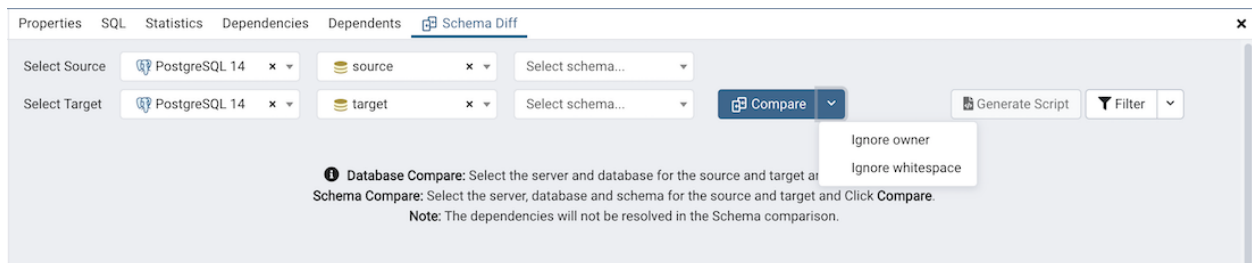 Properties SQL Statistics Dependencies Dependents Schema Diff
Select Source PostgreSQL 14 source Select schema...
Select Target PostgreSQL 14 target Select schema... Compare Generate Script Filter
Ignore owner
Ignore whitespace
Database Compare: Select the server and database for the source and target
Schema Compare: Select the server, database and schema for the source and target and Click Compare.
Note: The dependencies will not be resolved in the Schema comparison.